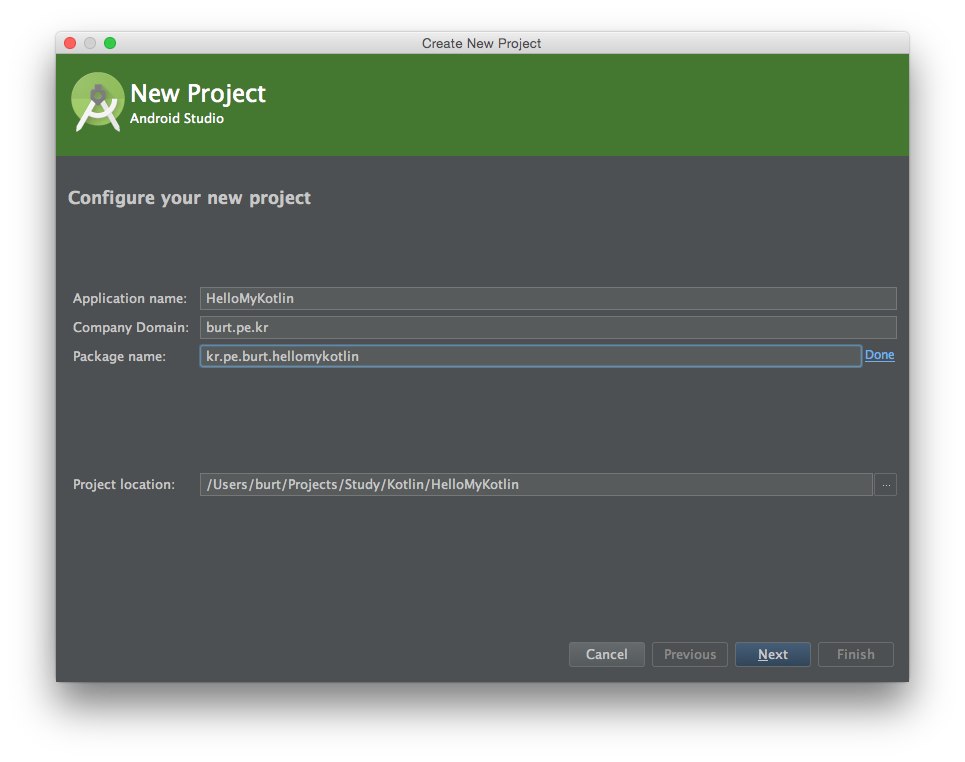 Create New Project
New Project
Android Studio
Configure your new project
Application name: HelloMyKotlin
Company Domain: burt.pe.kr
Package name: kr.pe.burt.hellomykotlin Done
Project location: /Users/burt/Projects/Study/Kotlin/HelloMyKotlin ...
Cancel Previous Next Finish